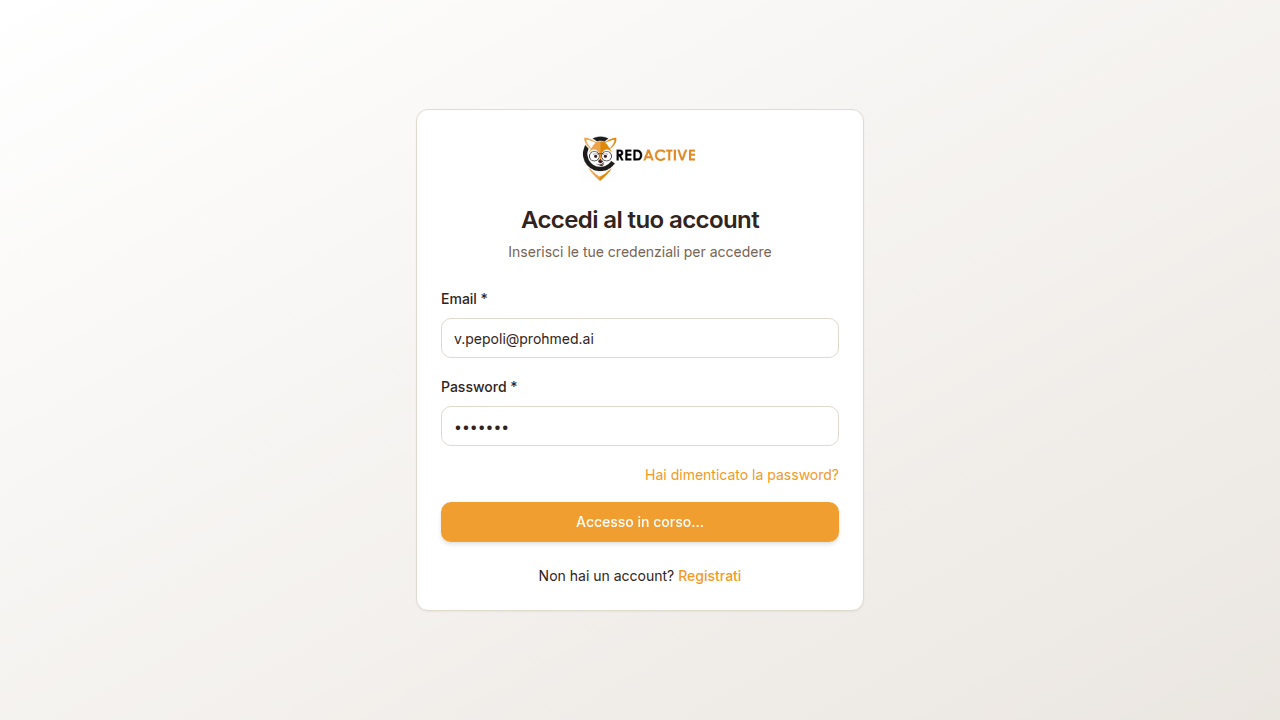 REDACTIVE
Accedi al tuo account
Inserisci le tue credenziali per accedere
Email *
v.pepoli@prohmed.ai
Password *
•••••••
Hai dimenticato la password?
Accesso in corso...
Non hai un account? Registrati